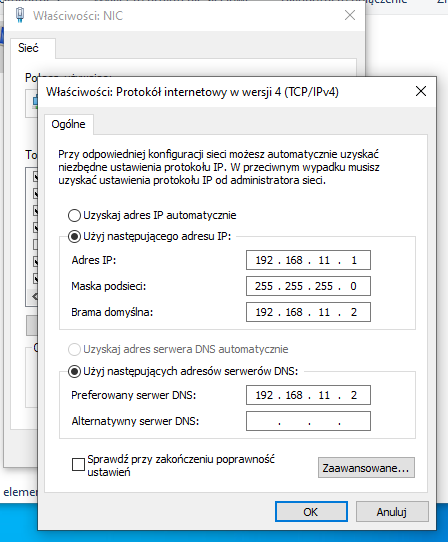 Właściwości: NIC
Sieć
Właściwości: Protokół internetowy w wersji 4 (TCP/IPv4)
Ogólne
Przy odpowiedniej konfiguracji sieci możesz automatycznie uzyskać
niezbędne ustawienia protokołu IP. W przeciwnym wypadku musisz
uzyskać ustawienia protokołu IP od administratora sieci.
Uzyskaj adres IP automatycznie
Użyj następującego adresu IP:
Adres IP: 192 . 168 . 11 . 1
Maska podsieci: 255 . 255 . 255 . 0
Brama domyślna: 192 . 168 . 11 . 2
Uzyskaj adres serwera DNS automatycznie
Użyj następujących adresów serwerów DNS:
Preferowany serwer DNS: 192 . 168 . 11 . 2
Alternatywny serwer DNS: . . .
Sprawdź przy zakończeniu poprawność
ustawień
Zaawansowane...
OK Anuluj